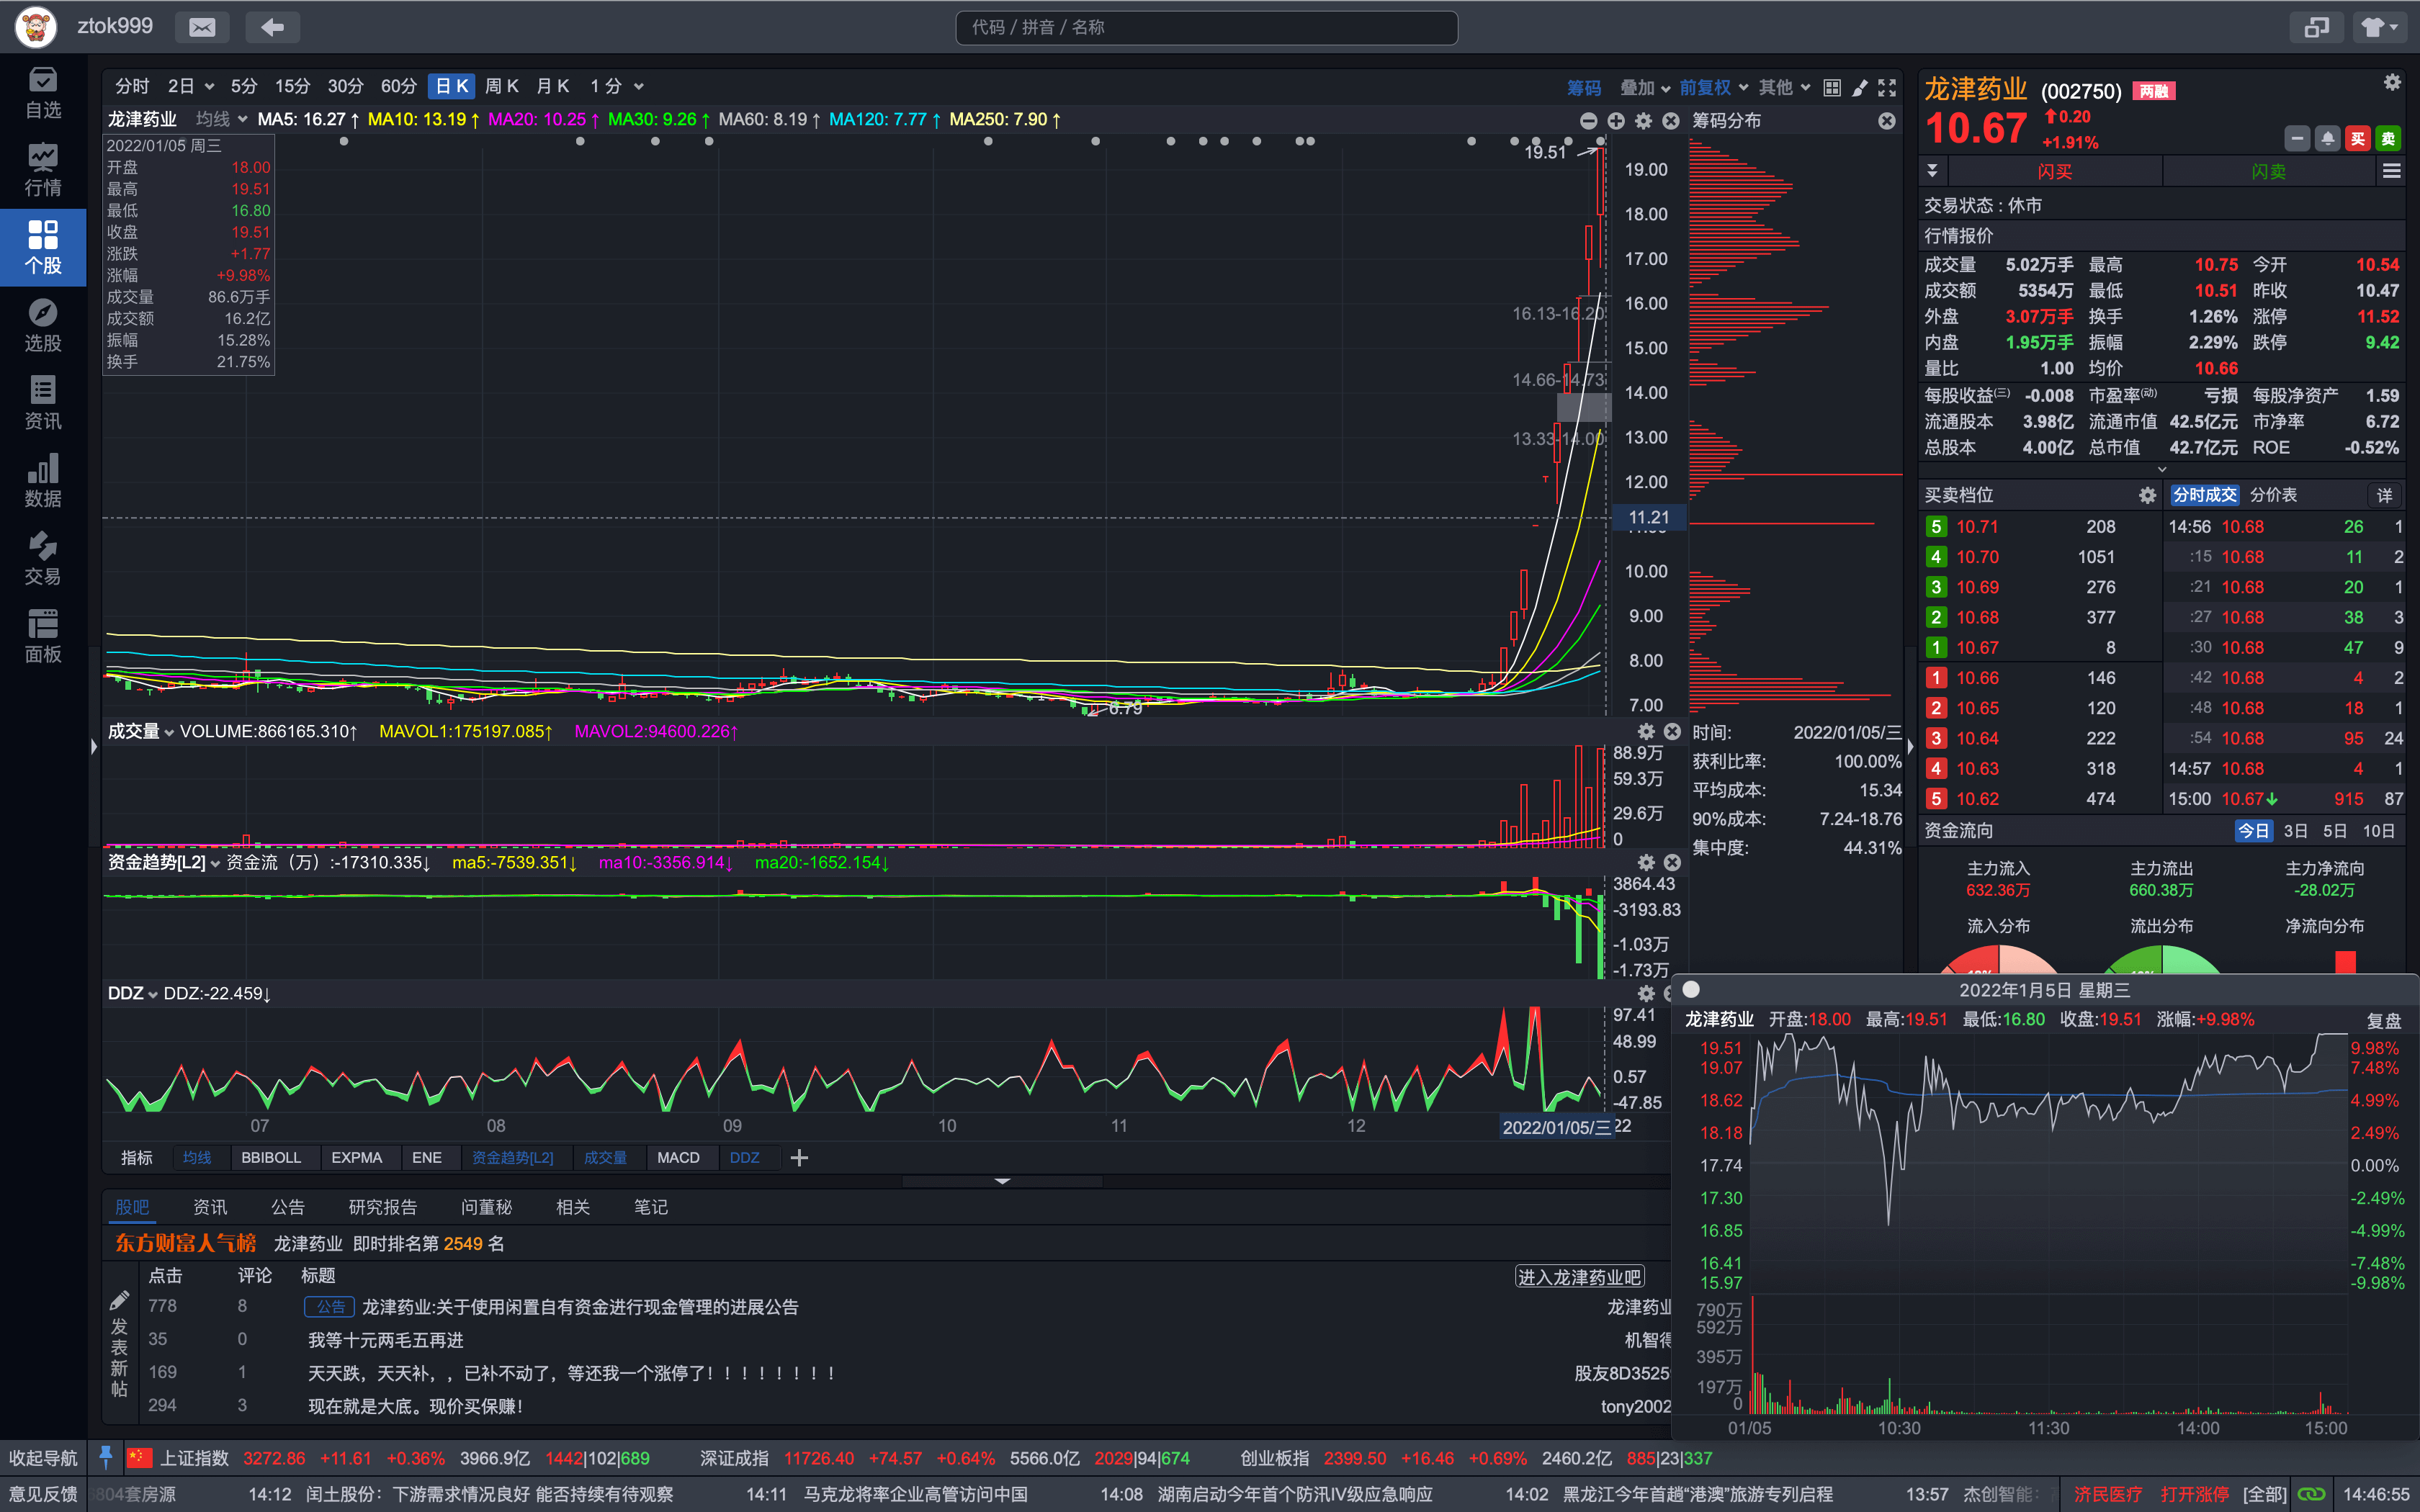 ztok999
代码 / 拼音 / 名称
自选
行情
个股
选股
资讯
数据
交易
面板
分时 2日 5分 15分 30分 60分 日K 周K 月K 1分 筹码 叠加 前复权 其他
龙津药业 均线 MA5: 16.27↑ MA10: 13.19↑ MA20: 10.25↑ MA30: 9.26↑ MA60: 8.19↑ MA120: 7.77↑ MA250: 7.90↑
2022/01/05 周三
开盘 18.00
最高 19.51
最低 16.80
收盘 19.51
涨跌 +1.77
涨幅 +9.98%
成交量 86.6万手
成交额 16.2亿
振幅 15.28%
换手 21.75%
19.51
16.13-16.20
14.66-14.73
13.33-14.00
6.79
19.00
18.00
17.00
16.00
15.00
14.00
13.00
12.00
11.21
10.00
9.00
8.00
7.00
筹码分布
时间: 2022/01/05/三
获利比率: 100.00%
平均成本: 15.34
90%成本: 7.24-18.76
集中度: 44.31%
成交量 VOLUME:866165.310↑ MAVOL1:175197.085↑ MAVOL2:94600.226↑
88.9万
59.3万
29.6万
0
资金趋势[L2] 资金流（万）:-17310.335↓ ma5:-7539.351↓ ma10:-3356.914↓ ma20:-1652.154↓
3864.43
-3193.83
-1.03万
-1.73万
DDZ DDZ:-22.459↓
97.41
48.99
0.57
-47.85
07 08 09 10 11 12 2022/01/05/三 22
指标 均线 BBIBOLL EXPMA ENE 资金趋势[L2] 成交量 MACD DDZ
股吧 资讯 公告 研究报告 问董秘 相关 笔记
东方财富人气榜 龙津药业 即时排名第 2549 名
发表新帖
点击 评论 标题 进入龙津药业吧
778 8 公告 龙津药业:关于使用闲置自有资金进行现金管理的进展公告 龙津药业
35 0 我等十元两毛五再进 机智得
169 1 天天跌，天天补，，已补不动了，等还我一个涨停了！！！！！！！！ 股友8D3525
294 3 现在就是大底。现价买保赚！ tony2002
龙津药业 (002750) 两融
10.67 0.20
+1.91%
买 卖
闪买 闪卖
交易状态 : 休市
行情报价
成交量 5.02万手 最高 10.75 今开 10.54
成交额 5354万 最低 10.51 昨收 10.47
外盘 3.07万手 换手 1.26% 涨停 11.52
内盘 1.95万手 振幅 2.29% 跌停 9.42
量比 1.00 均价 10.66
每股收益(三) -0.008 市盈率(动) 亏损 每股净资产 1.59
流通股本 3.98亿 流通市值 42.5亿元 市净率 6.72
总股本 4.00亿 总市值 42.7亿元 ROE -0.52%
买卖档位 分时成交 分价表 详
5 10.71 208 14:56 10.68 26 1
4 10.70 1051 :15 10.68 11 2
3 10.69 276 :21 10.68 20 1
2 10.68 377 :27 10.68 38 3
1 10.67 8 :30 10.68 47 9
1 10.66 146 :42 10.68 4 2
2 10.65 120 :48 10.68 18 1
3 10.64 222 :54 10.68 95 24
4 10.63 318 14:57 10.68 4 1
5 10.62 474 15:00 10.67↓ 915 87
资金流向 今日 3日 5日 10日
主力流入 主力流出 主力净流向
632.36万 660.38万 -28.02万
流入分布 流出分布 净流向分布
2022年1月5日 星期三
龙津药业 开盘:18.00 最高:19.51 最低:16.80 收盘:19.51 涨幅:+9.98% 复盘
19.51 9.98%
19.07 7.48%
18.62 4.99%
18.18 2.49%
17.74 0.00%
17.30 -2.49%
16.85 -4.99%
16.41 -7.48%
15.97 -9.98%
790万
592万
395万
197万
0
01/05 10:30 11:30 14:00 15:00
收起导航 上证指数 3272.86 +11.61 +0.36% 3966.9亿 1442|102|689 深证成指 11726.40 +74.57 +0.64% 5566.0亿 2029|94|674 创业板指 2399.50 +16.46 +0.69% 2460.2亿 885|23|337
意见反馈 6804套房源 14:12 闰土股份：下游需求情况良好 能否持续有待观察 14:11 马克龙将率企业高管访问中国 14:08 湖南启动今年首个防汛IV级应急响应 14:02 黑龙江今年首趟“港澳”旅游专列启程 13:57 杰创智能： 济民医疗 打开涨停 [全部] 14:46:55